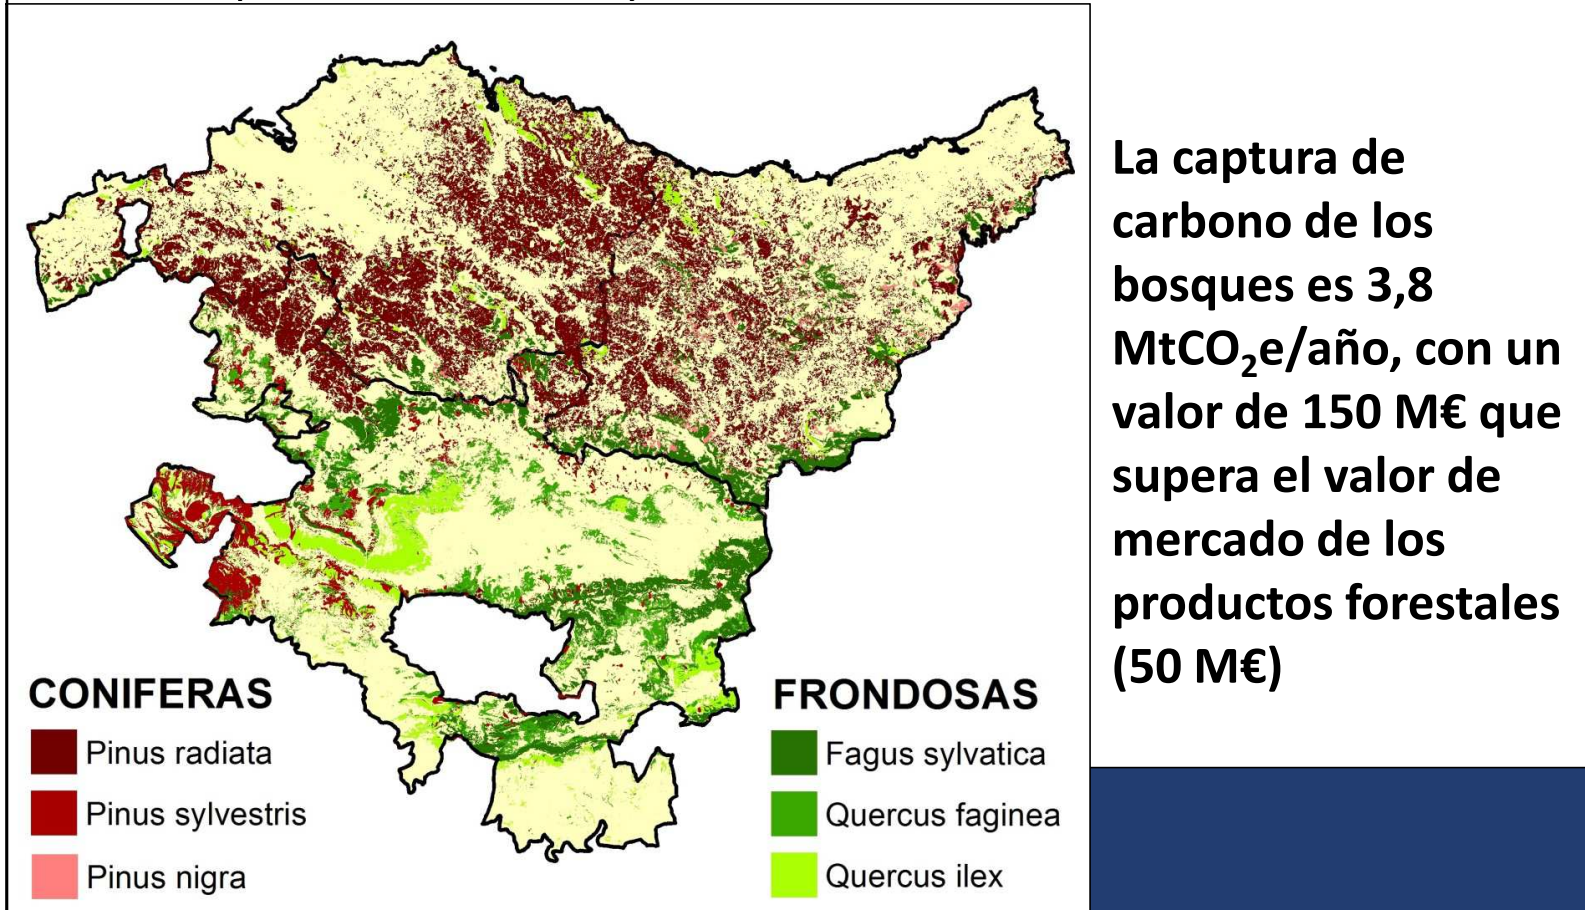 CONIFERAS
Pinus radiata
Pinus sylvestris
Pinus nigra
FRONDOSAS
Fagus sylvatica
Quercus faginea
Quercus ilex
La captura de
carbono de los
bosques es 3,8
MtCO₂e/año, con un
valor de 150 M€ que
supera el valor de
mercado de los
productos forestales
(50 M€)